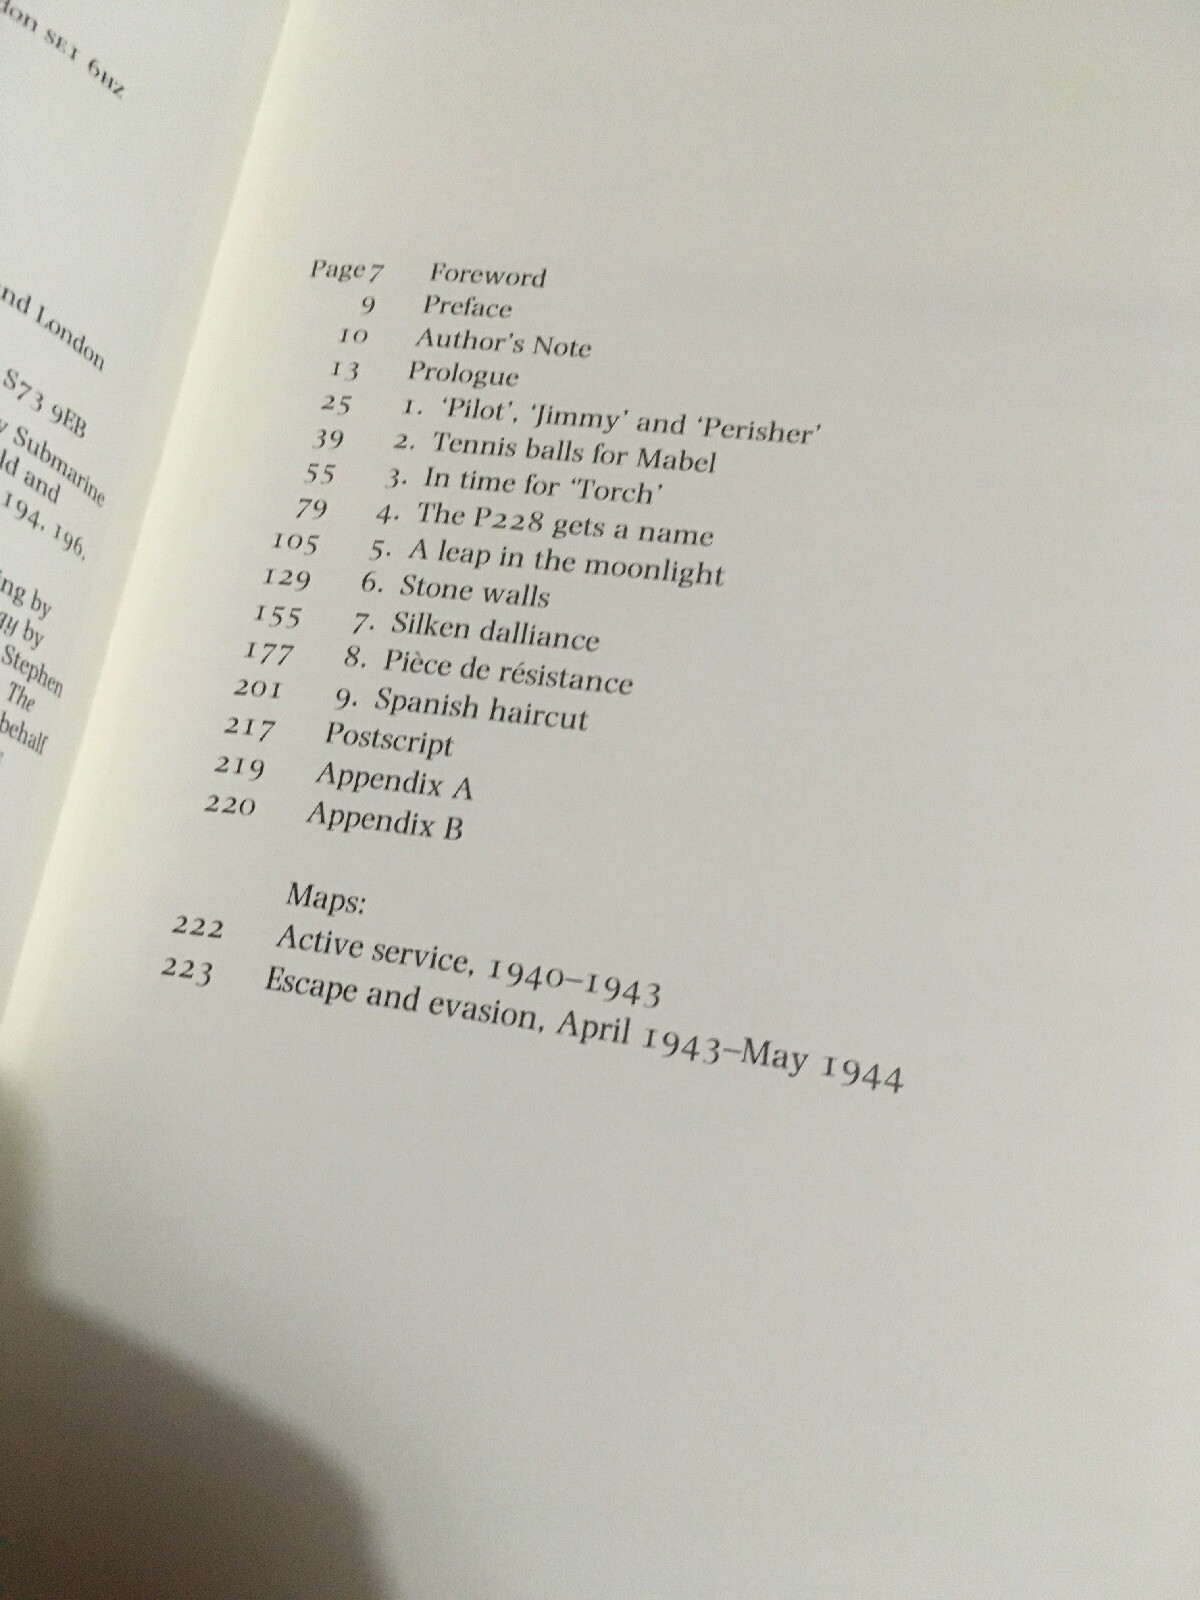 don SE1 6HZ
nd London
S73 9EB
Submarine
ld and
194, 196,
ing by
by
Stephen
The
behalf
Page 7 Foreword
9 Preface
10 Author's Note
13 Prologue
25 1. ‘Pilot’, ‘Jimmy’ and ‘Perisher’
39 2. Tennis balls for Mabel
55 3. In time for ‘Torch’
79 4. The P228 gets a name
105 5. A leap in the moonlight
129 6. Stone walls
155 7. Silken dalliance
177 8. Pièce de résistance
201 9. Spanish haircut
217 Postscript
219 Appendix A
220 Appendix B
Maps:
222 Active service, 1940–1943
223 Escape and evasion, April 1943–May 1944